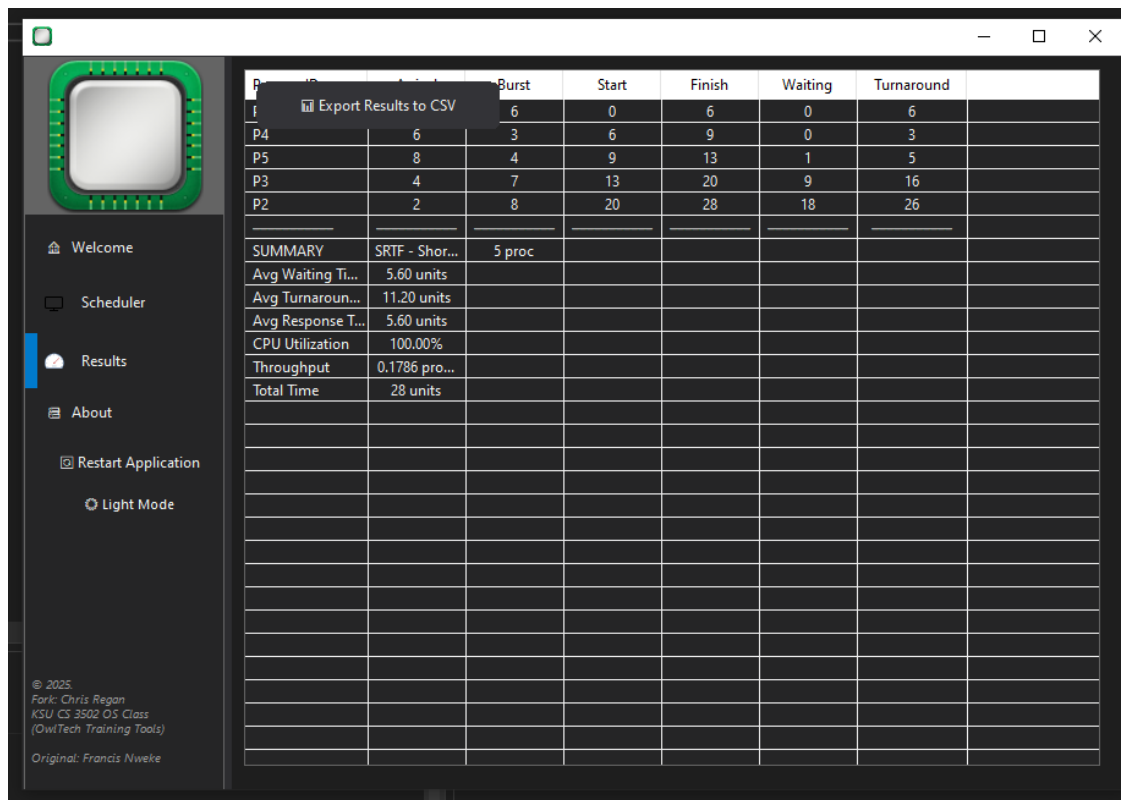 Export Results to CSV
Burst Start Finish Waiting Turnaround
6 0 6 0 6
P4 6 3 6 9 0 3
P5 8 4 9 13 1 5
P3 4 7 13 20 9 16
P2 2 8 20 28 18 26
SUMMARY SRTF - Shor... 5 proc
Avg Waiting Ti... 5.60 units
Avg Turnaroun... 11.20 units
Avg Response T... 5.60 units
CPU Utilization 100.00%
Throughput 0.1786 pro...
Total Time 28 units
Welcome
Scheduler
Results
About
Restart Application
Light Mode
© 2025.
Fork: Chris Regan
KSU CS 3502 OS Class
(OwlTech Training Tools)
Original: Francis Nweke